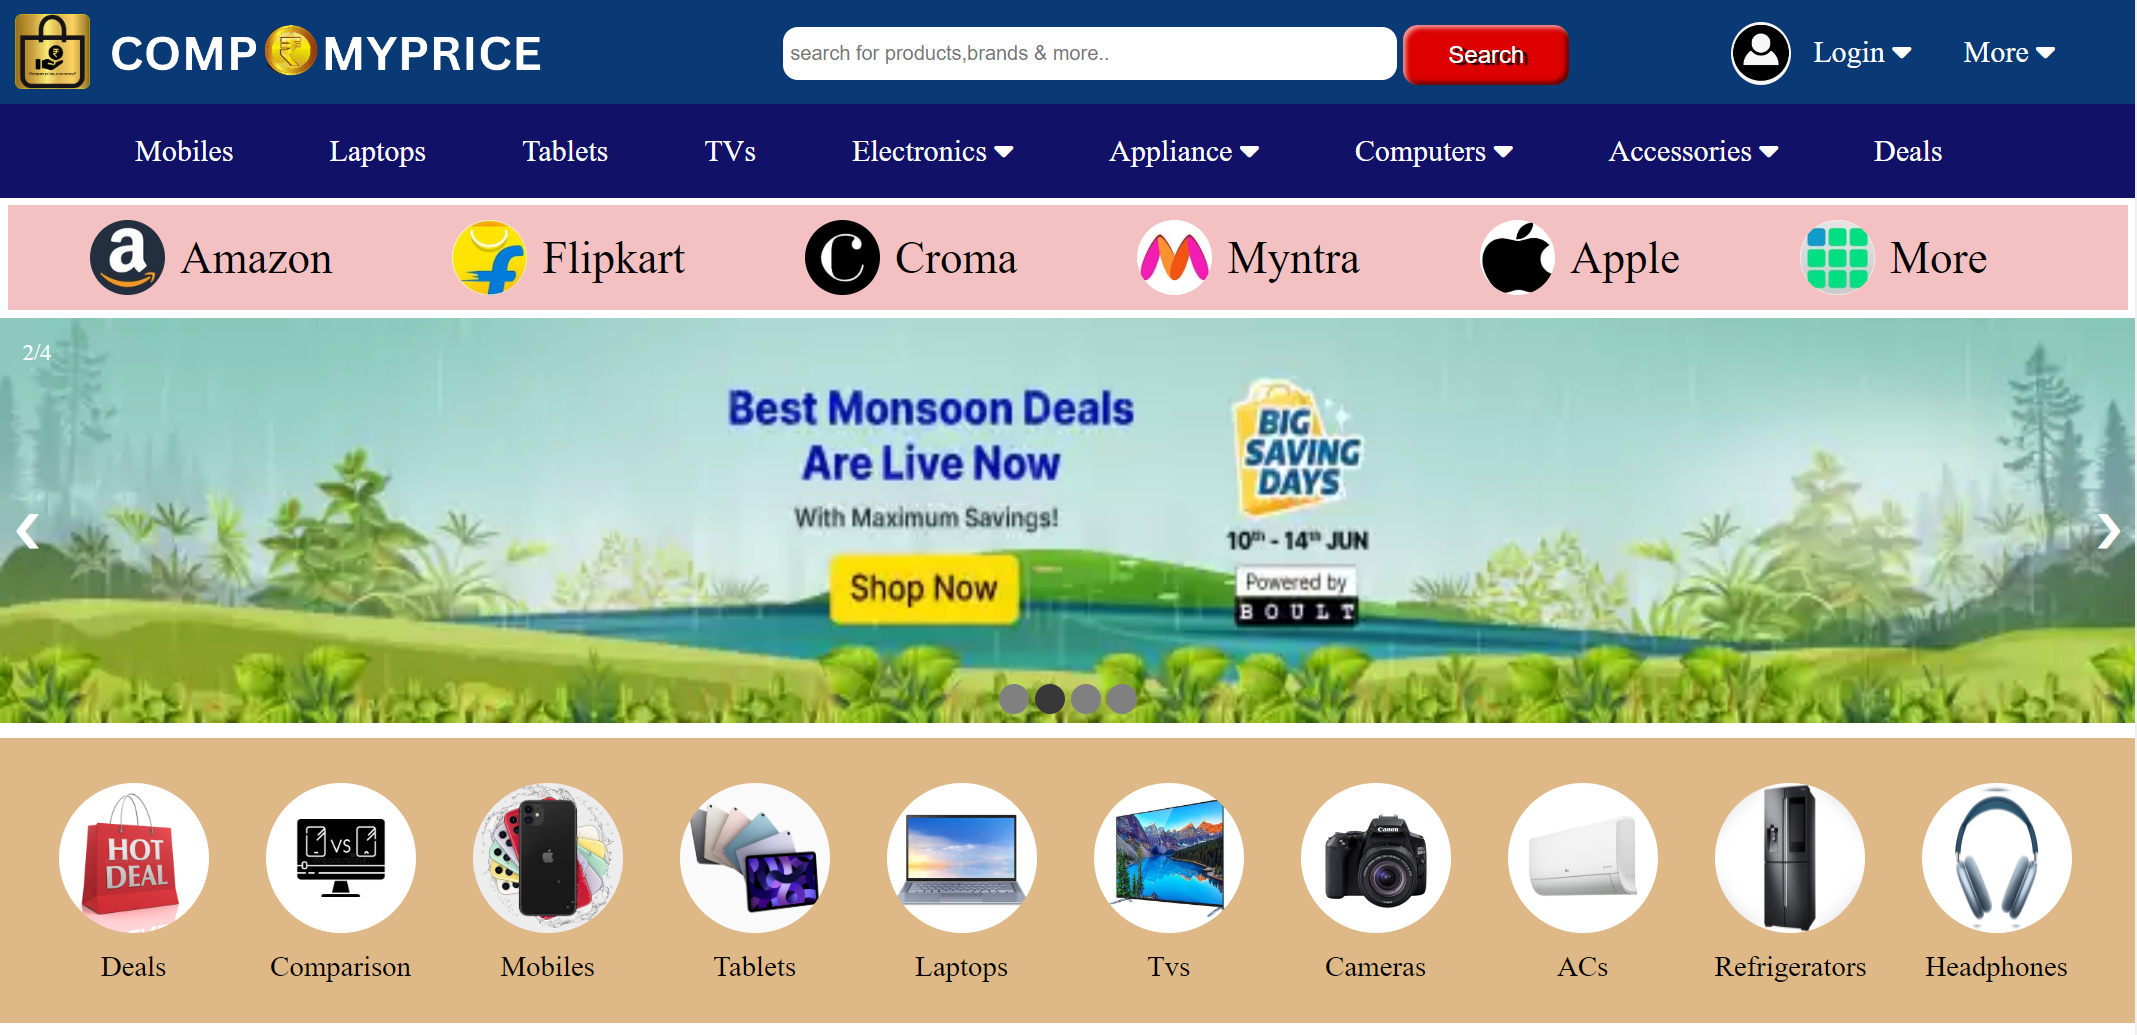 COMP MYPRICE
search for products,brands & more..
Search
Login
More
Mobiles
Laptops
Tablets
TVs
Electronics
Appliance
Computers
Accessories
Deals
Amazon
Flipkart
Croma
Myntra
Apple
More
2/4
Best Monsoon Deals
Are Live Now
With Maximum Savings!
Shop Now
BIG
SAVING
DAYS
10th - 14th JUN
Powered by
BOULT
❮
❯
HOT
DEAL
VS
Canon
Deals
Comparison
Mobiles
Tablets
Laptops
Tvs
Cameras
ACs
Refrigerators
Headphones